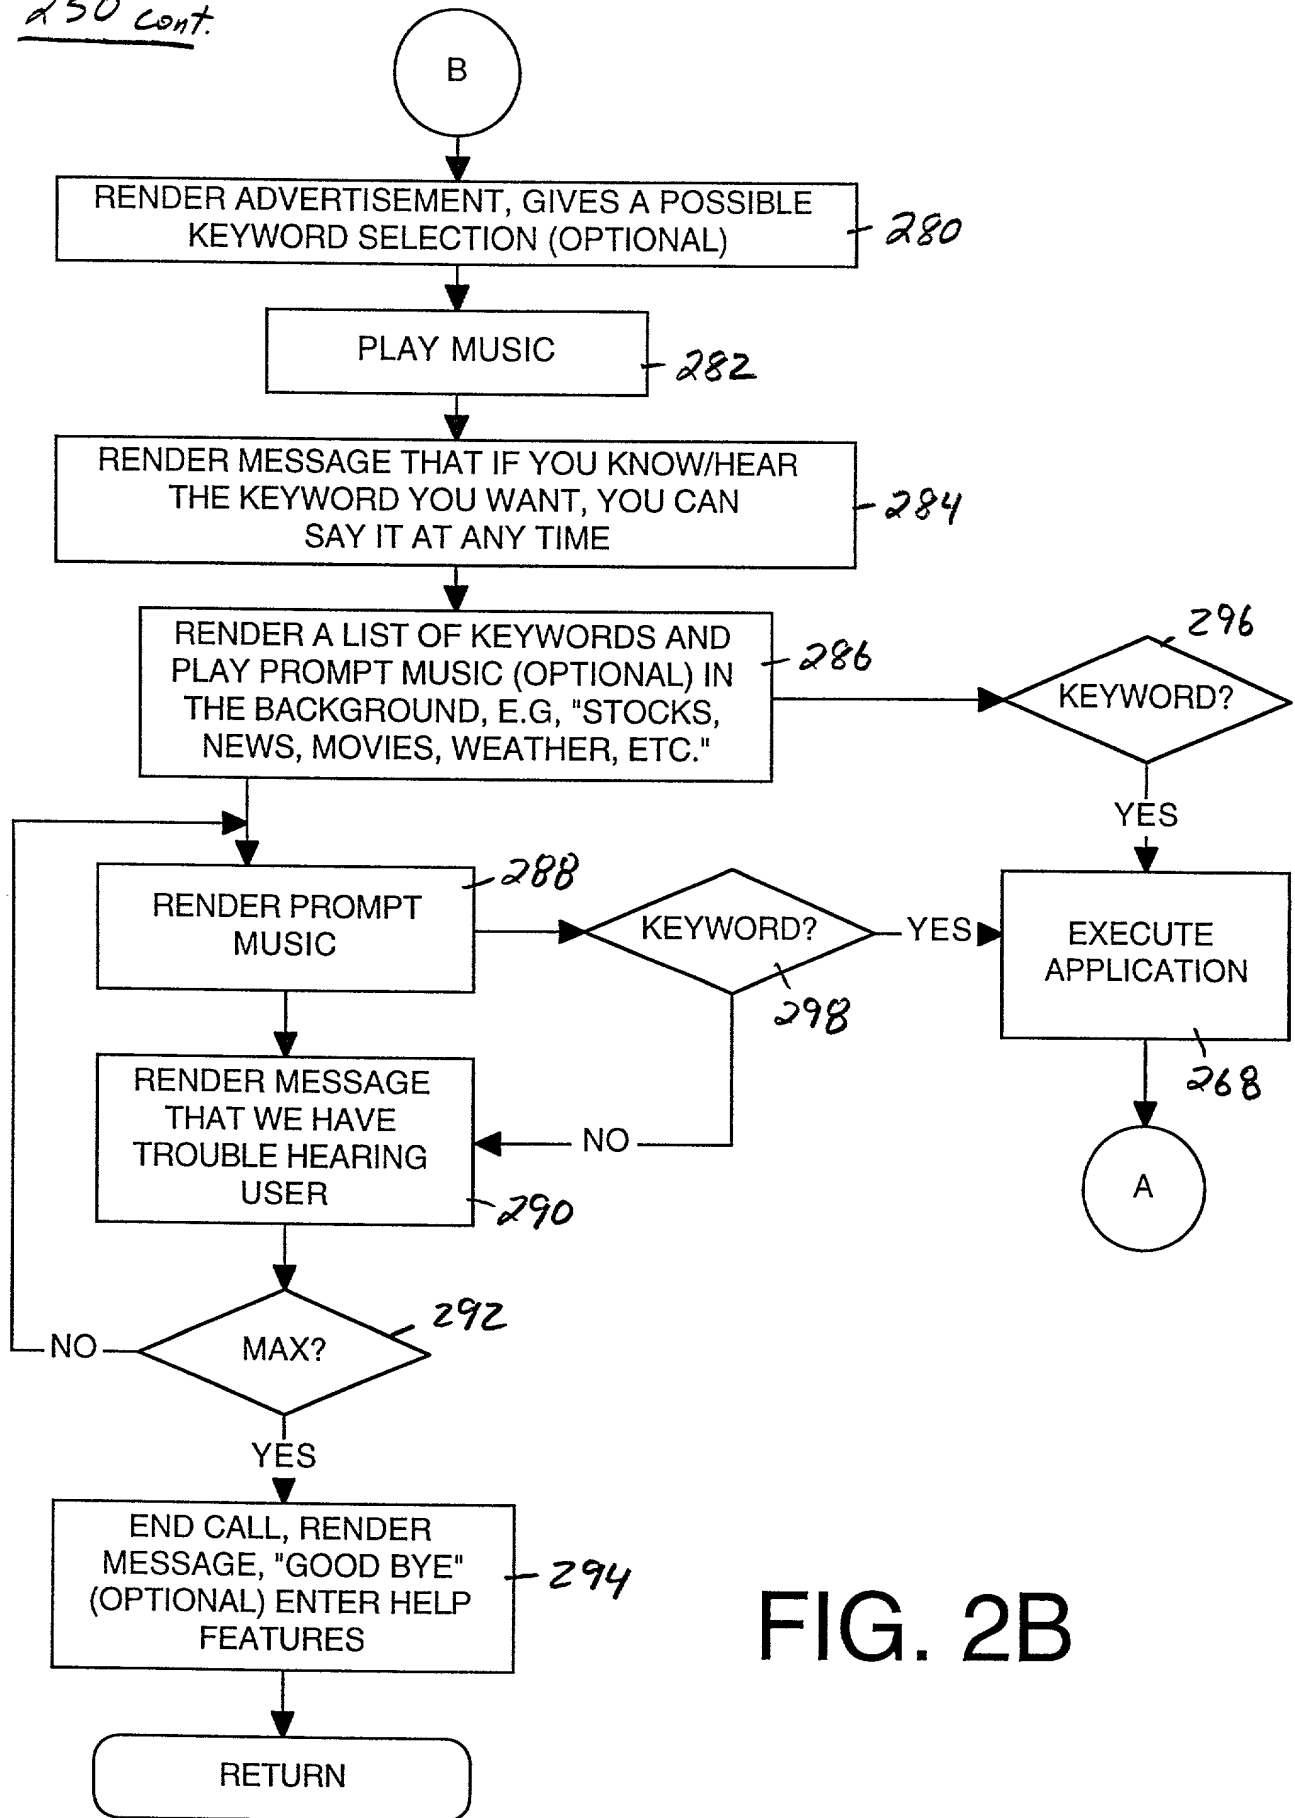 250 cont.
B
RENDER ADVERTISEMENT, GIVES A POSSIBLE
KEYWORD SELECTION (OPTIONAL)
280
PLAY MUSIC
282
RENDER MESSAGE THAT IF YOU KNOW/HEAR
THE KEYWORD YOU WANT, YOU CAN
SAY IT AT ANY TIME
284
RENDER A LIST OF KEYWORDS AND
PLAY PROMPT MUSIC (OPTIONAL) IN
THE BACKGROUND, E.G, "STOCKS,
NEWS, MOVIES, WEATHER, ETC."
286
296
KEYWORD?
YES
288
RENDER PROMPT
MUSIC
KEYWORD?
298
YES
EXECUTE
APPLICATION
268
RENDER MESSAGE
THAT WE HAVE
TROUBLE HEARING
USER
290
NO
A
292
MAX?
NO
YES
END CALL, RENDER
MESSAGE, "GOOD BYE"
(OPTIONAL) ENTER HELP
FEATURES
294
RETURN
FIG. 2B